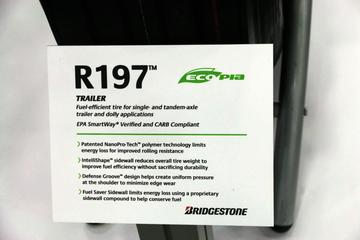 R197™
ECOPIA
TRAILER
Fuel-efficient tire for single- and tandem-axle
trailer and dolly applications
EPA SmartWay® Verified and CARB Compliant
Patented NanoPro-Tech™ polymer technology limits
energy loss for improved rolling resistance
IntelliShape™ sidewall reduces overall tire weight to
improve fuel efficiency without sacrificing durability
Defense Groove™ design helps create uniform pressure
at the shoulder to minimize edge wear
Fuel Saver Sidewall limits energy loss using a proprietary
sidewall compound to help conserve fuel
BRIDGESTONE